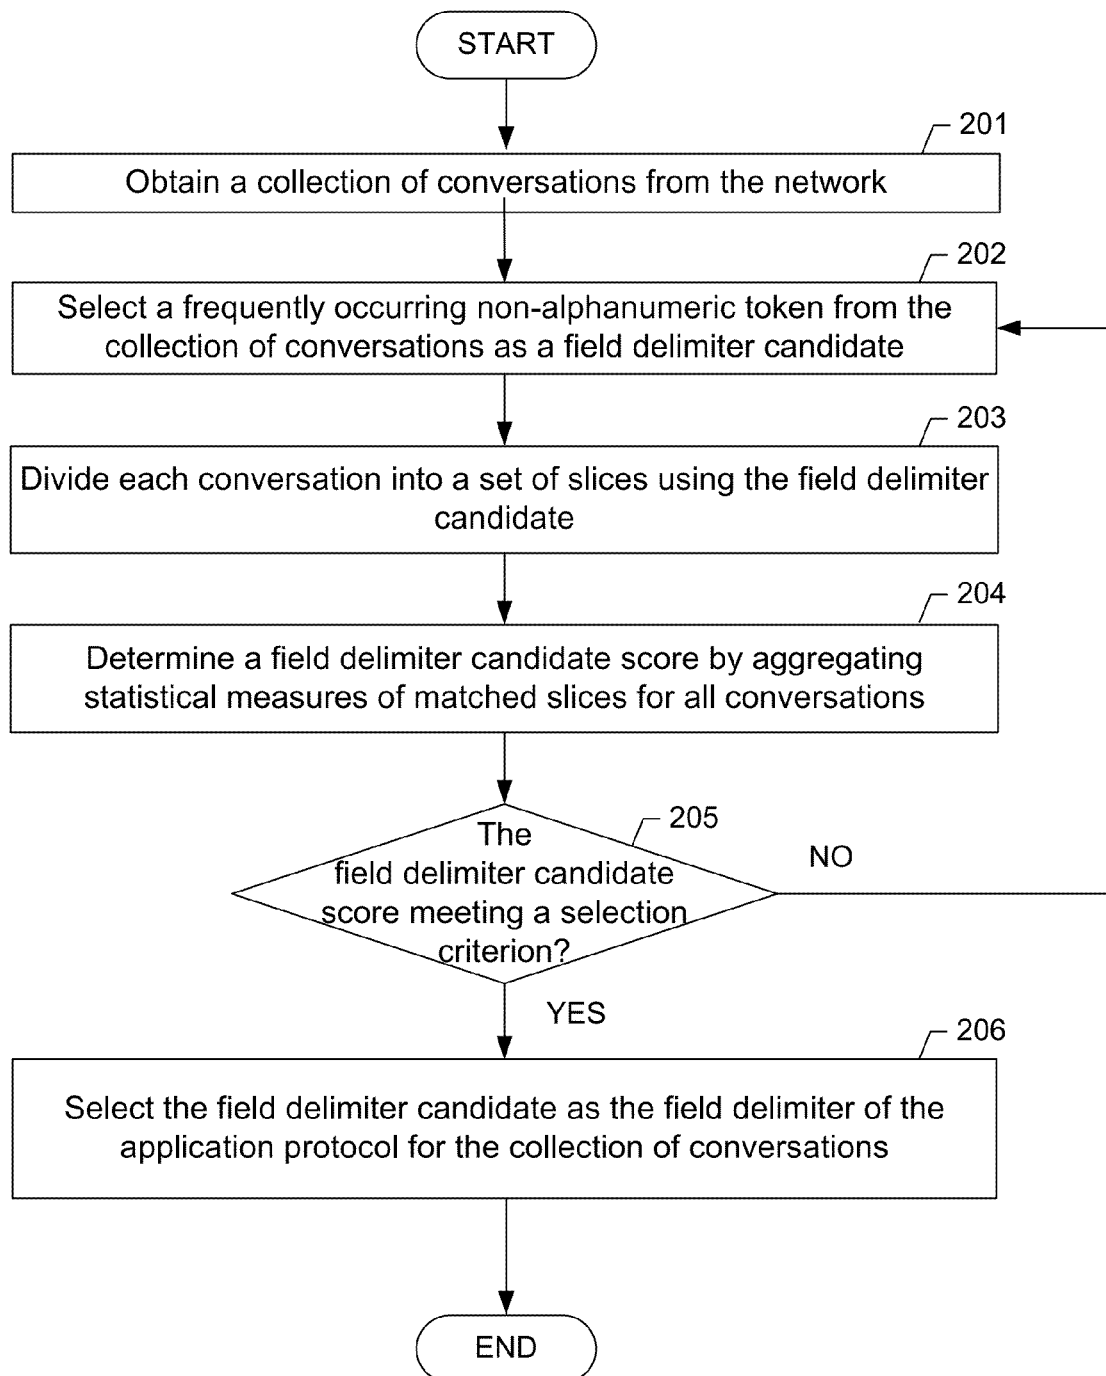 START
201
Obtain a collection of conversations from the network
202
Select a frequently occurring non-alphanumeric token from the
collection of conversations as a field delimiter candidate
203
Divide each conversation into a set of slices using the field delimiter
candidate
204
Determine a field delimiter candidate score by aggregating
statistical measures of matched slices for all conversations
205
The
field delimiter candidate
score meeting a selection
criterion?
NO
YES
206
Select the field delimiter candidate as the field delimiter of the
application protocol for the collection of conversations
END